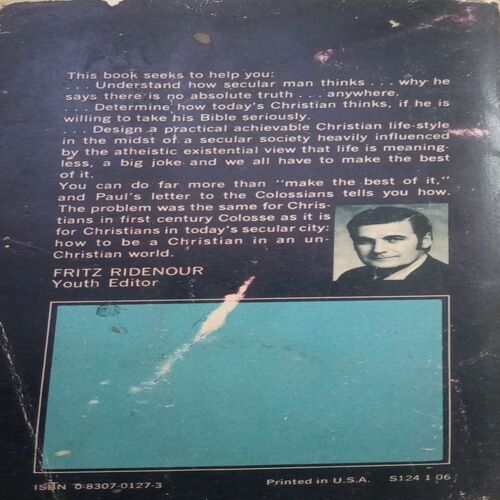 This book seeks to help you:
. . . Understand how secular man thinks . . . why he
says there is no absolute truth . . . anywhere.
. . . Determine how today's Christian thinks, if he is
willing to take his Bible seriously.
. . . Design a practical achievable Christian life-style
in the midst of a secular society heavily influenced
by the atheistic existential view that life is meaning-
less, a big joke and we all have to make the best
of it.
You can do far more than "make the best of it,"
and Paul's letter to the Colossians tells you how.
The problem was the same for Chris-
tians in first century Colosse as it is
for Christians in today's secular city:
how to be a Christian in an un-
Christian world.
FRITZ RIDENOUR
Youth Editor
ISBN 0-8307-0127-3 Printed in U.S.A. S124 1 06